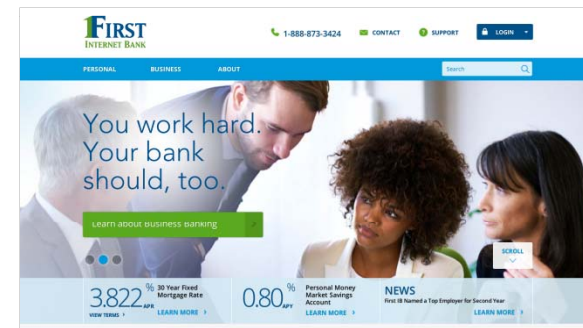 1FIRST
INTERNET BANK
1-888-873-3424
CONTACT
SUPPORT
LOGIN
PERSONAL
BUSINESS
ABOUT
Search
You work hard.
Your bank
should, too.
Learn about Business Banking
SCROLL
3.822% APR
30 Year Fixed
Mortgage Rate
VIEW TERMS
LEARN MORE
0.80% APY
Personal Money
Market Savings
Account
LEARN MORE
NEWS
First IB Named a Top Employer for Second Year
LEARN MORE